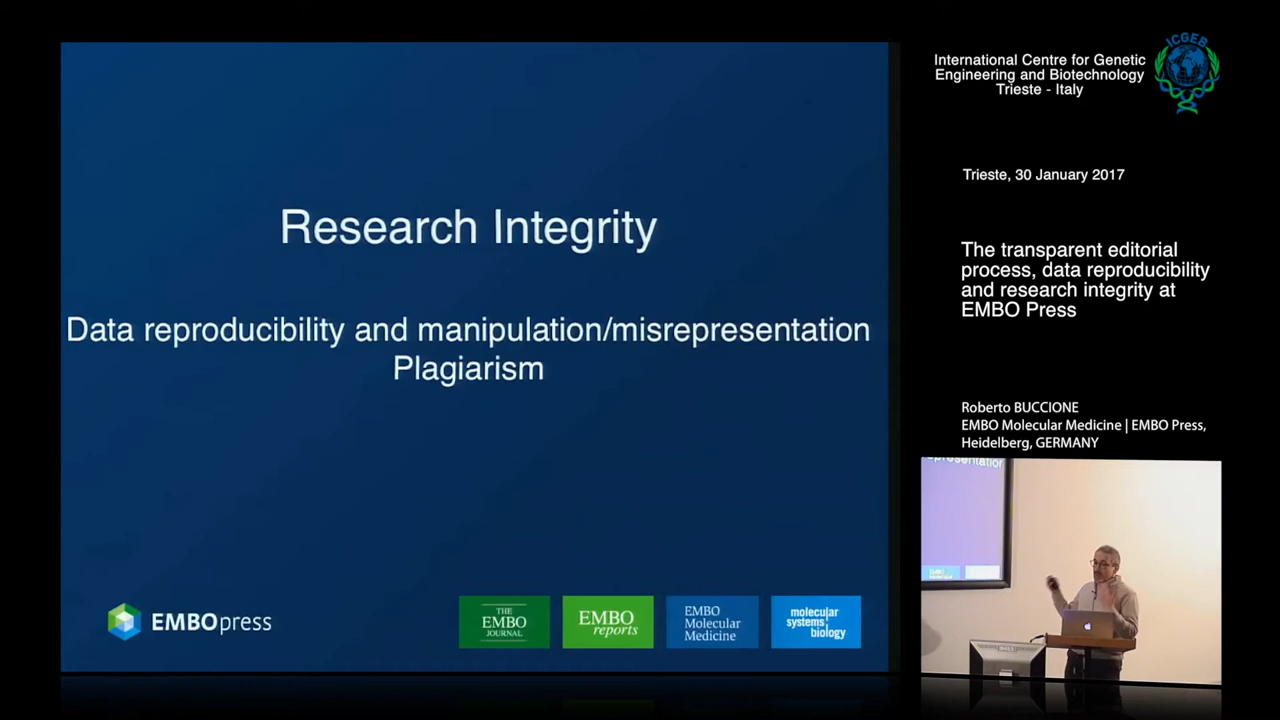 Research Integrity
Data reproducibility and manipulation/misrepresentation
Plagiarism
EMBOpress
THE
EMBO
JOURNAL
EMBO
reports
EMBO
Molecular
Medicine
molecular
systems
biology
ICGEB
International Centre for Genetic
Engineering and Biotechnology
Trieste - Italy
Trieste, 30 January 2017
The transparent editorial
process, data reproducibility
and research integrity at
EMBO Press
Roberto BUCCIONE
EMBO Molecular Medicine | EMBO Press,
Heidelberg, GERMANY